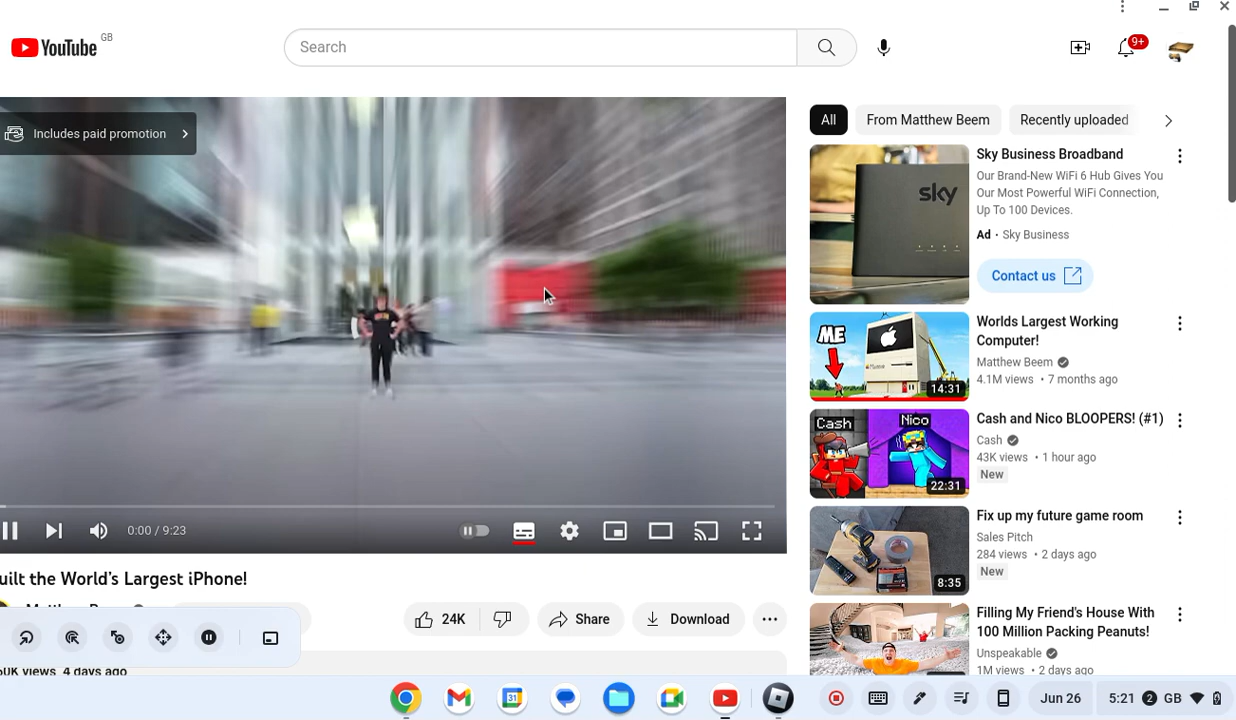 YouTube GB
Search
9+
Includes paid promotion
All
From Matthew Beem
Recently uploaded
sky
Sky Business Broadband
Our Brand-New WiFi 6 Hub Gives You
Our Most Powerful WiFi Connection,
Up To 100 Devices.
Ad · Sky Business
Contact us
ME
14:31
Worlds Largest Working
Computer!
Matthew Beem
4.1M views • 7 months ago
Cash
Nico
22:31
Cash and Nico BLOOPERS! (#1)
Cash
43K views • 1 hour ago
New
8:35
Fix up my future game room
Sales Pitch
284 views • 2 days ago
New
Filling My Friend's House With
100 Million Packing Peanuts!
Unspeakable
1M views • 2 days ago
0:00 / 9:23
uilt the World's Largest iPhone!
24K
Share
Download
60K views 4 days ago
31
Jun 26
5:21
2
GB